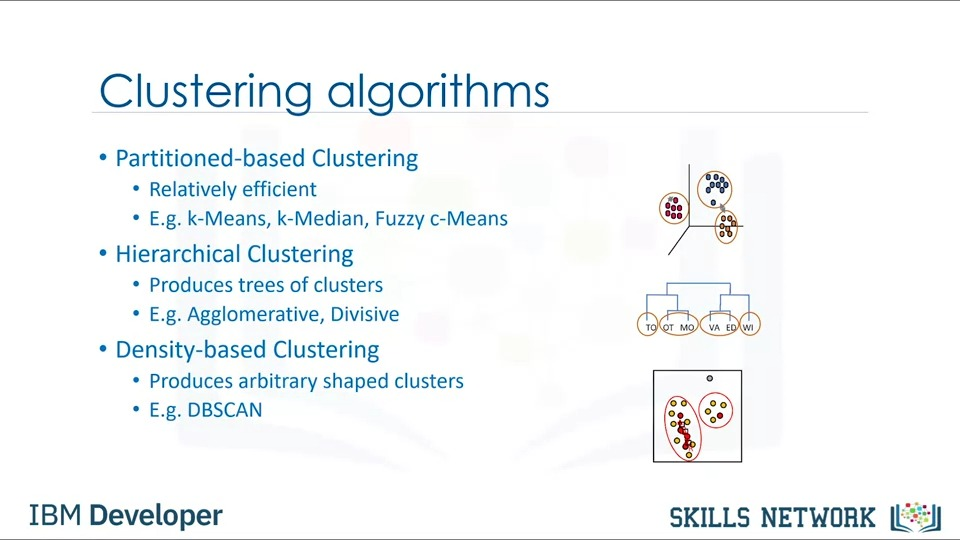 Clustering algorithms
• Partitioned-based Clustering
• Relatively efficient
• E.g. k-Means, k-Median, Fuzzy c-Means
• Hierarchical Clustering
• Produces trees of clusters
• E.g. Agglomerative, Divisive
• Density-based Clustering
• Produces arbitrary shaped clusters
• E.g. DBSCAN
TO OT MO VA ED WI
IBM Developer
SKILLS NETWORK